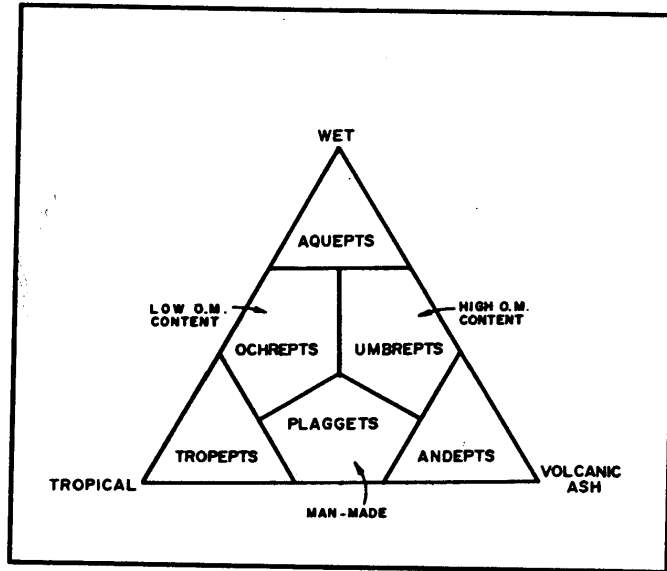 WET
AQUEPTS
LOW O.M.
CONTENT
HIGH O.M.
CONTENT
OCHREPTS
UMBREPTS
PLAGGETS
TROPEPTS
ANDEPTS
TROPICAL
VOLCANIC
ASH
MAN-MADE